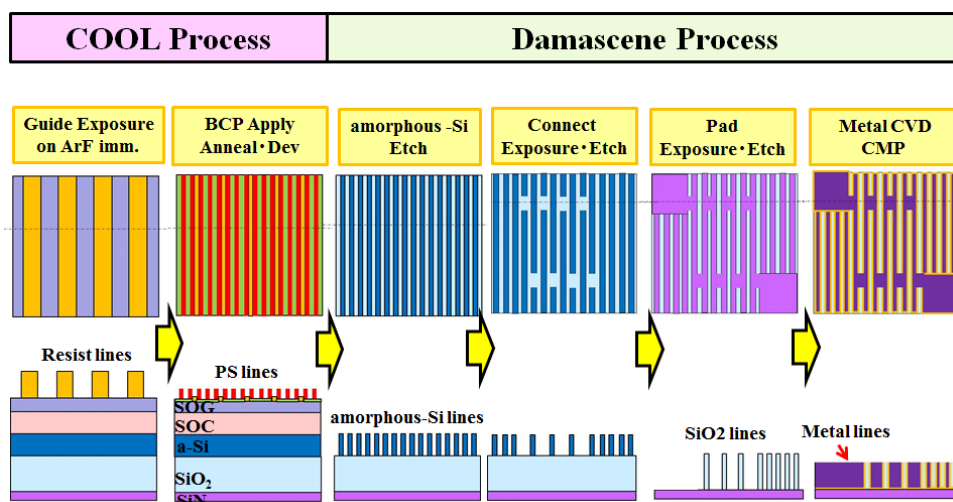 COOL Process
Damascene Process
Guide Exposure
on ArF imm.
BCP Apply
Anneal・Dev
amorphous -Si
Etch
Connect
Exposure・Etch
Pad
Exposure・Etch
Metal CVD
CMP
Resist lines
PS lines
SOG
SOC
a-Si
SiO₂
SiN
amorphous-Si lines
SiO2 lines
Metal lines